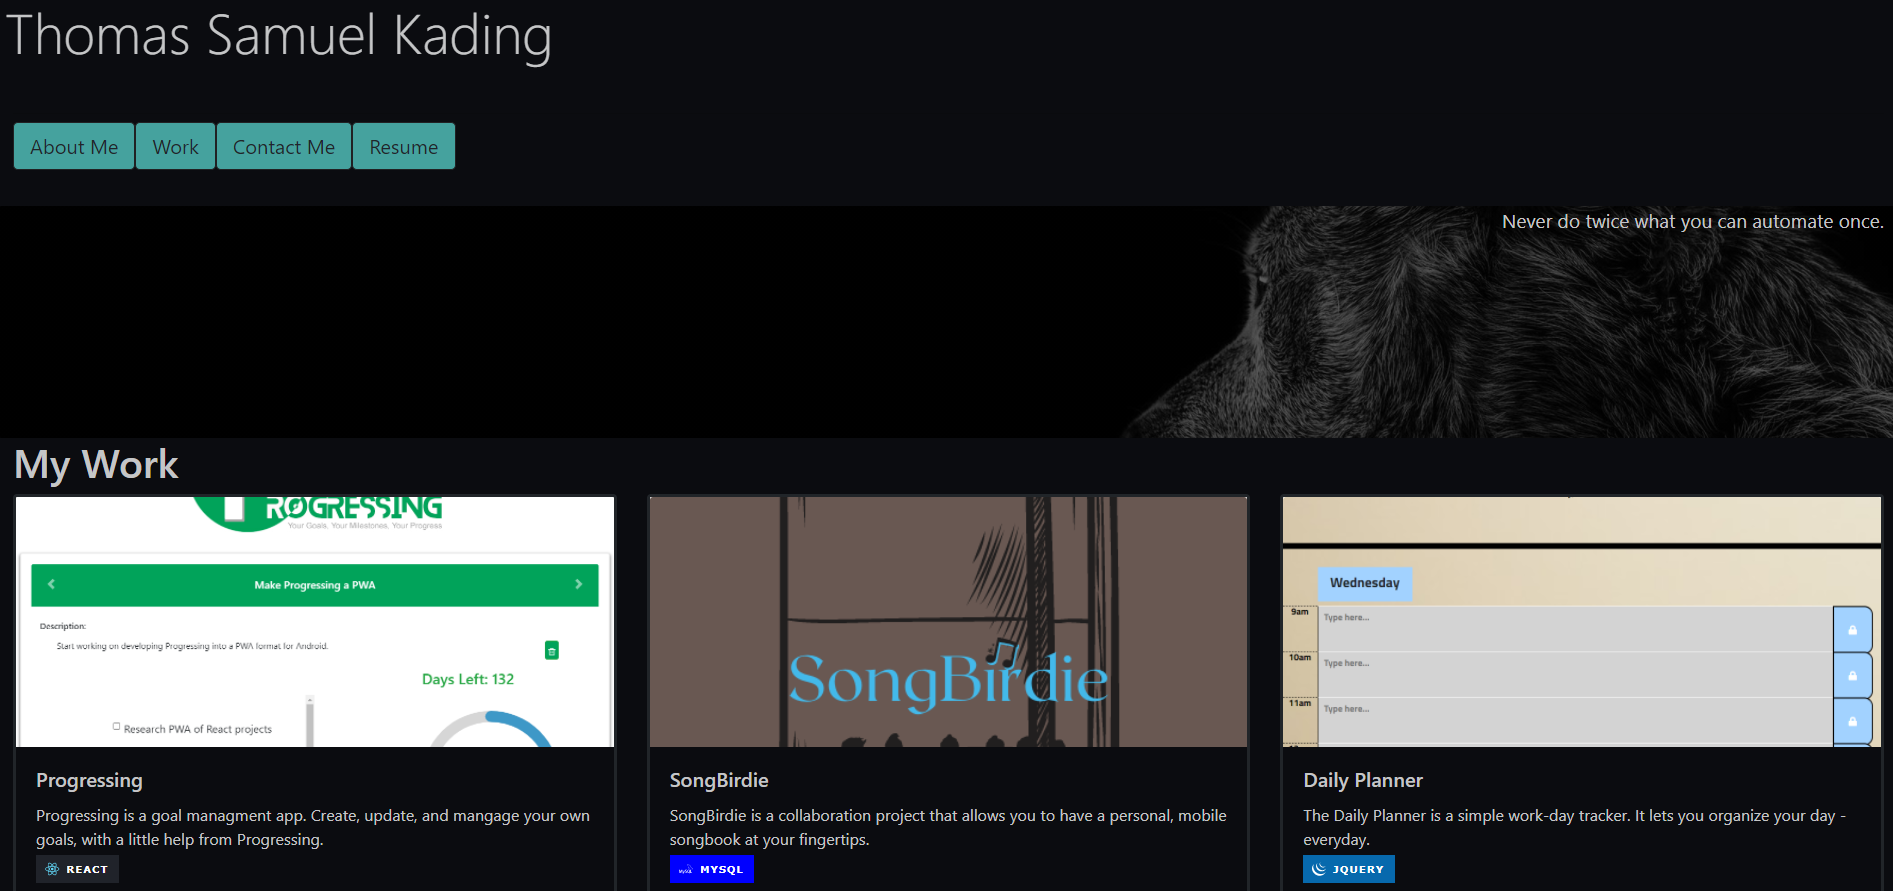 Thomas Samuel Kading
About Me Work Contact Me Resume
Never do twice what you can automate once.
My Work
ROGRESSING
Your Goals, Your Milestones, Your Progress
Make Progressing a PWA
Description:
Start working on developing Progressing into a PWA format for Android.
Days Left: 132
Research PWA of React projects
Progressing
Progressing is a goal managment app. Create, update, and mangage your own
goals, with a little help from Progressing.
REACT
SongBirdie
SongBirdie
SongBirdie is a collaboration project that allows you to have a personal, mobile
songbook at your fingertips.
MySQL MYSQL
Wednesday
9am Type here...
10am Type here...
11am Type here...
Daily Planner
The Daily Planner is a simple work-day tracker. It lets you organize your day -
everyday.
JQUERY